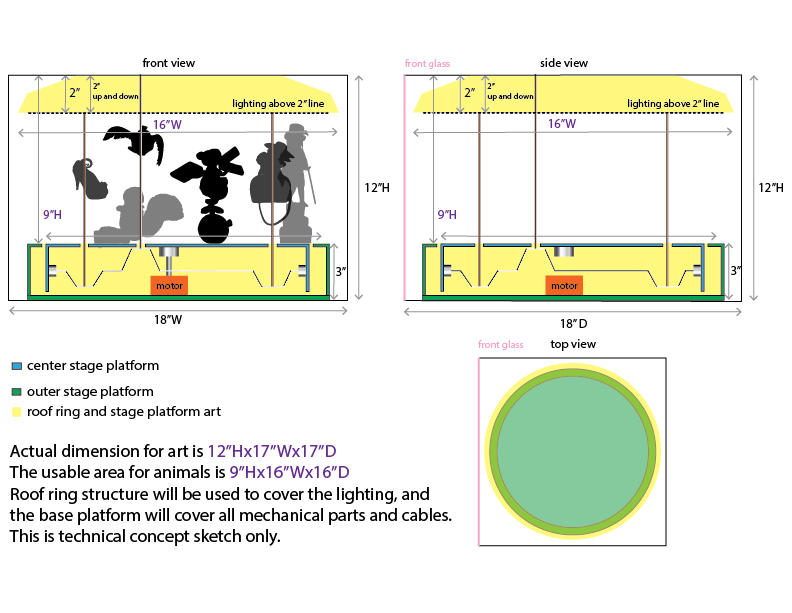 front view
2”
2”
up and down
lighting above 2” line
16”W
9”H
12”H
3”
motor
18”W
front glass
side view
2”
2”
up and down
lighting above 2” line
16”W
9”H
12”H
3”
motor
18”D
front glass
top view
center stage platform
outer stage platform
roof ring and stage platform art
Actual dimension for art is 12”Hx17”Wx17”D
The usable area for animals is 9”Hx16”Wx16”D
Roof ring structure will be used to cover the lighting, and
the base platform will cover all mechanical parts and cables.
This is technical concept sketch only.